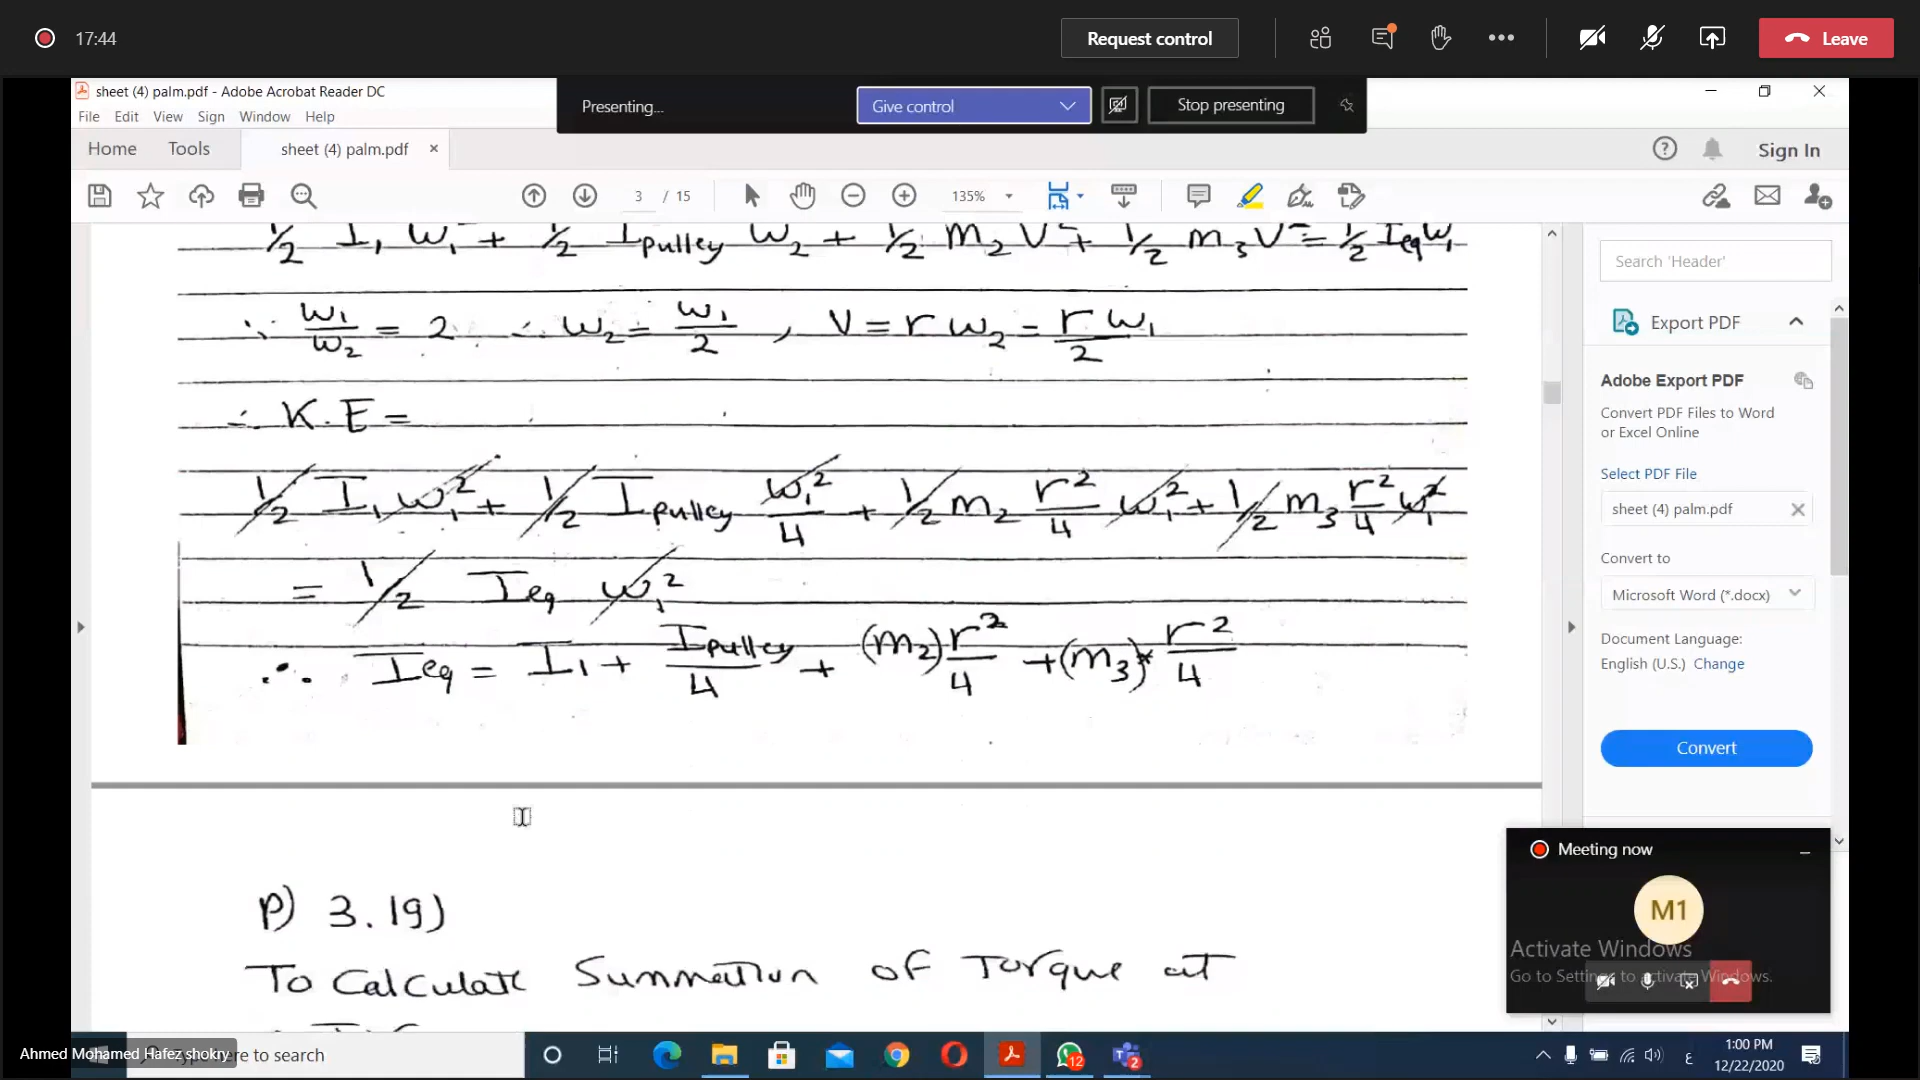 17:44
Request control
Leave
sheet (4) palm.pdf - Adobe Acrobat Reader DC
Presenting...
Give control
Stop presenting
File Edit View Sign Window Help
Home Tools sheet (4) palm.pdf ×
Sign In
3 / 15
135%
½ I₁ ω₁² + ½ Ipulley ω₂ + ½ m₂ V² + ½ m₃ V² = ½ Ieq ω₁
∵ ω₁/ω₂ = 2 ∴ ω₂ = ω₁/2 , V = r ω₂ = r ω₁/2
∴ K.E =
½ I₁ ω₁² + ½ Ipulley ω₁²/4 + ½ m₂ r²/4 ω₁² + ½ m₃ r²/4 ω₁²
= ½ Ieq ω₁²
∴ Ieq = I₁ + Ipulley/4 + (m₂) r²/4 + (m₃) * r²/4
P) 3.19)
To Calculate Summation of Torque at
Search 'Header'
Export PDF
Adobe Export PDF
Convert PDF Files to Word
or Excel Online
Select PDF File
sheet (4) palm.pdf
Convert to
Microsoft Word (*.docx)
Document Language:
English (U.S.) Change
Convert
Meeting now
M1
Activate Windows
Go to Settings to activate Windows.
Ahmed Mohamed Hafez shokry
Type here to search
12
2
ع
1:00 PM
12/22/2020